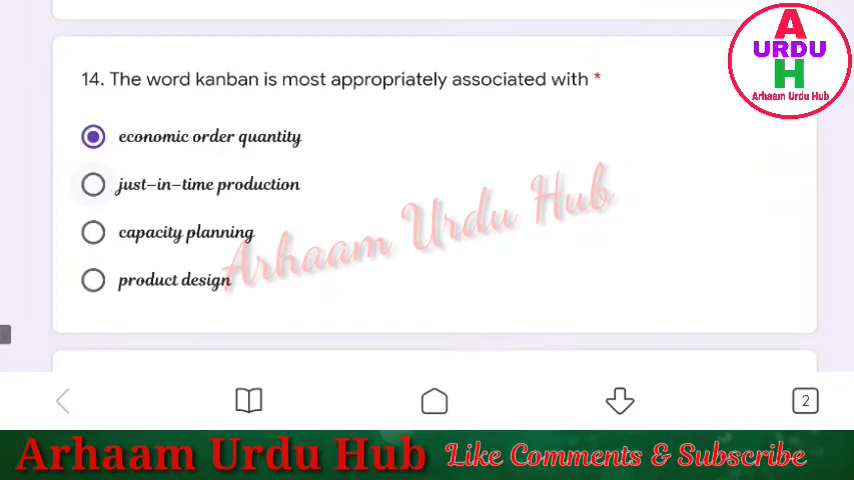 A
URDU
H
Arhaam Urdu Hub
14. The word kanban is most appropriately associated with *
economic order quantity
just-in-time production
capacity planning
product design
Arhaam Urdu Hub
2
Arhaam Urdu Hub Like Comments & Subscribe